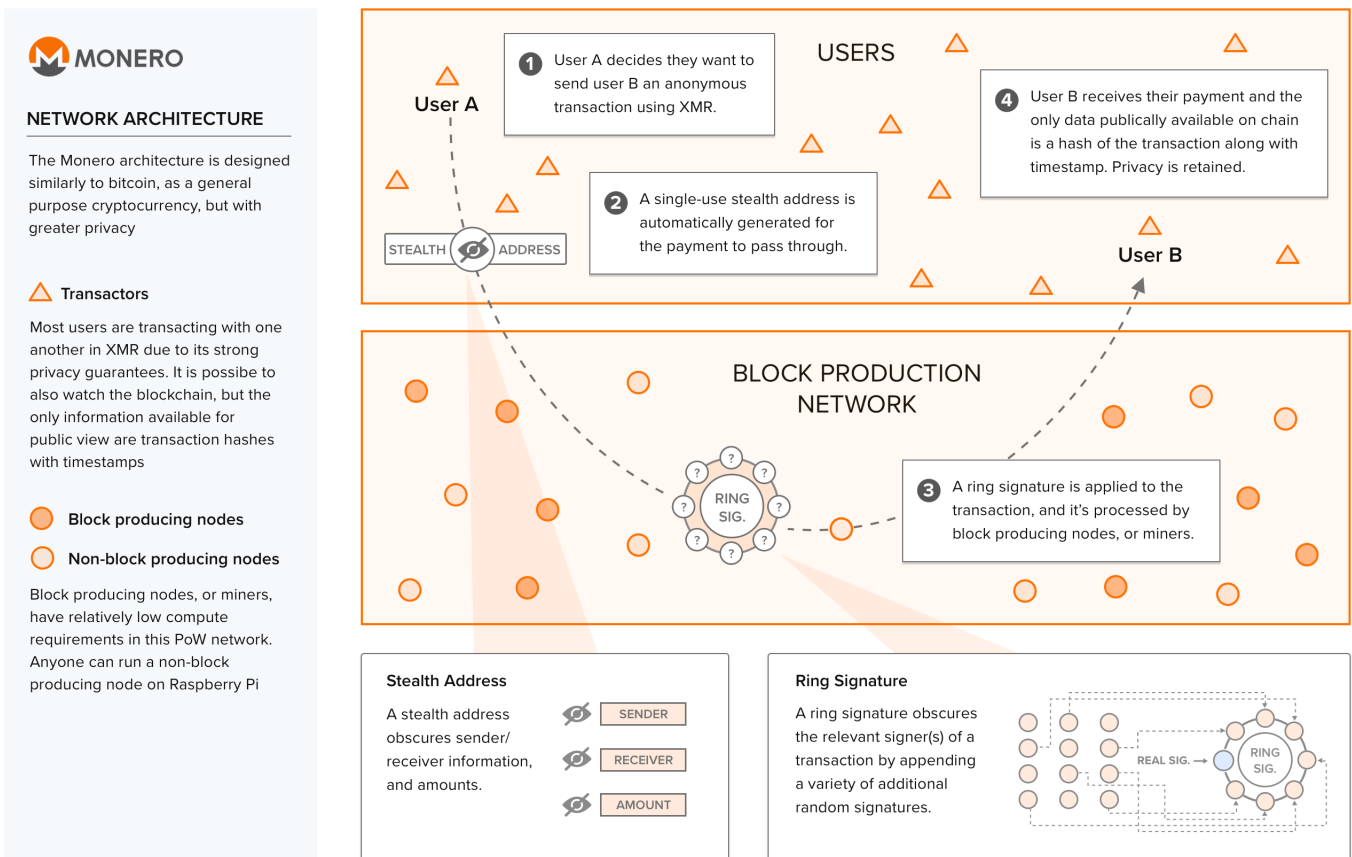 MONERO
NETWORK ARCHITECTURE
The Monero architecture is designed
similarly to bitcoin, as a general
purpose cryptocurrency, but with
greater privacy
Transactors
Most users are transacting with one
another in XMR due to its strong
privacy guarantees. It is possibe to
also watch the blockchain, but the
only information available for
public view are transaction hashes
with timestamps
Block producing nodes
Non-block producing nodes
Block producing nodes, or miners,
have relatively low compute
requirements in this PoW network.
Anyone can run a non-block
producing node on Raspberry Pi
USERS
User A
1
User A decides they want to
send user B an anonymous
transaction using XMR.
2
A single-use stealth address is
automatically generated for
the payment to pass through.
STEALTH ADDRESS
4
User B receives their payment and the
only data publically available on chain
is a hash of the transaction along with
timestamp. Privacy is retained.
User B
BLOCK PRODUCTION
NETWORK
?
?
?
?
?
?
?
?
RING
SIG.
3
A ring signature is applied to the
transaction, and it’s processed by
block producing nodes, or miners.
Stealth Address
A stealth address
obscures sender/
receiver information,
and amounts.
SENDER
RECEIVER
AMOUNT
Ring Signature
A ring signature obscures
the relevant signer(s) of a
transaction by appending
a variety of additional
random signatures.
REAL SIG.
RING
SIG.